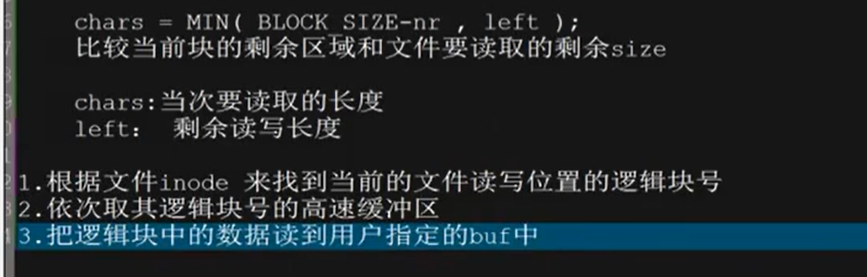 chars = MIN( BLOCK_SIZE-nr , left );
比较当前块的剩余区域和文件要读取的剩余size
chars:当次要读取的长度
left: 剩余读写长度
1.根据文件inode 来找到当前的文件读写位置的逻辑块号
2.依次取其逻辑块号的高速缓冲区
3.把逻辑块中的数据读到用户指定的buf中